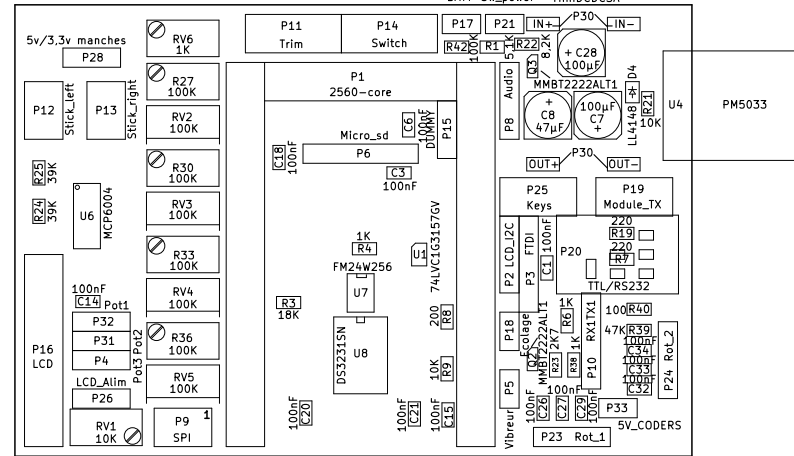 P17
P21
IN+
P30
IN-
P11
Trim
P14
Switch
RV6
1K
R42
100K
R1
5,1K
R22
8,2K
C28
100µF
5v/3,3v manches
P28
Q3
MMBT2222ALT1
D4
LL4148
R21
10K
U4
PM5033
P12
Stick_left
P13
Stick_right
R27
100K
P1
2560-core
P8
Audio
C8
47µF
100µF
C7
RV2
100K
C6
100nF
DUMMY
P15
Micro_sd
P6
C18
100nF
C3
100nF
OUT+
P30
OUT-
R25
39K
R30
100K
P25
Keys
P19
Module_TX
R24
39K
U6
MCP6004
RV3
100K
1K
R4
FM24W256
U1
74LVC1G3157GV
P2 LCD_I2C
P3 FTDI
C1 100nF
P20
220
R19
220
R7
TTL/RS232
R33
100K
P16
LCD
100nF
C14
Pot1
P32
P31
P4
Pot3 Pot2
RV4
100K
R3
18K
U7
U8
DS3231SN
200
R8
P18
Ecolage
1K
R6
P10 RX1TX1
100
R40
47K
R39
R36
100K
Q2
MMBT2222ALT1
R23
2K7
R38
1K
100nF
C34
100nF
C33
100nF
C32
P24 Rot_2
10K
R9
LCD_Alim
P26
RV5
100K
P5
Vibreur
RV1
10K
P9
SPI
1
100nF
C20
100nF
C21
100nF
C15
100nF
100nF
C26
C27
C29
100nF
P33
5V_CODERS
P23 Rot_1